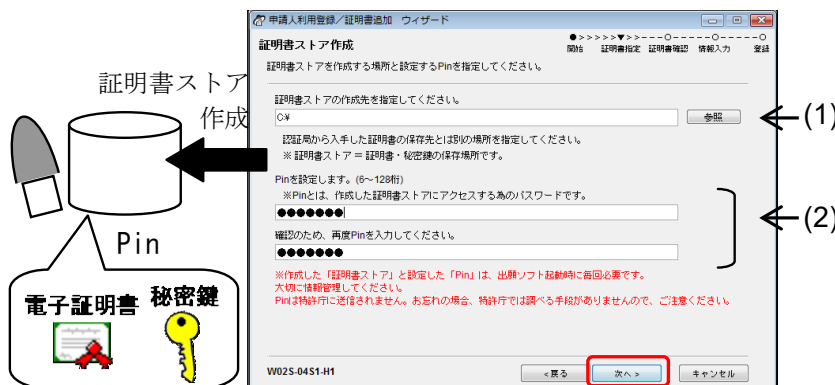 申請人利用登録/証明書追加 ウィザード
証明書ストア作成
●>>>>>▼>>---○-----○-----○
開始 証明書指定 証明書確認 情報入力 登録
証明書ストアを作成する場所と設定するPinを指定してください。
証明書ストアの作成先を指定してください。
C:¥
参照
(1)
認証局から入手した証明書の保存先とは別の場所を指定してください。
※ 証明書ストア = 証明書・秘密鍵の保存場所です。
Pinを設定します。(6～128桁)
※Pinとは、作成した証明書ストアにアクセスする為のパスワードです。
●●●●●●●
(2)
確認のため、再度Pinを入力してください。
●●●●●●●
※作成した「証明書ストア」と設定した「Pin」は、出願ソフト起動時に毎回必要です。
大切に情報管理してください。
Pinは特許庁に送信されません。お忘れの場合、特許庁では調べる手段がありませんので、ご注意ください。
W02S-04S1-H1
<戻る
次へ >
キャンセル
証明書ストア
作成
Pin
電子証明書
秘密鍵